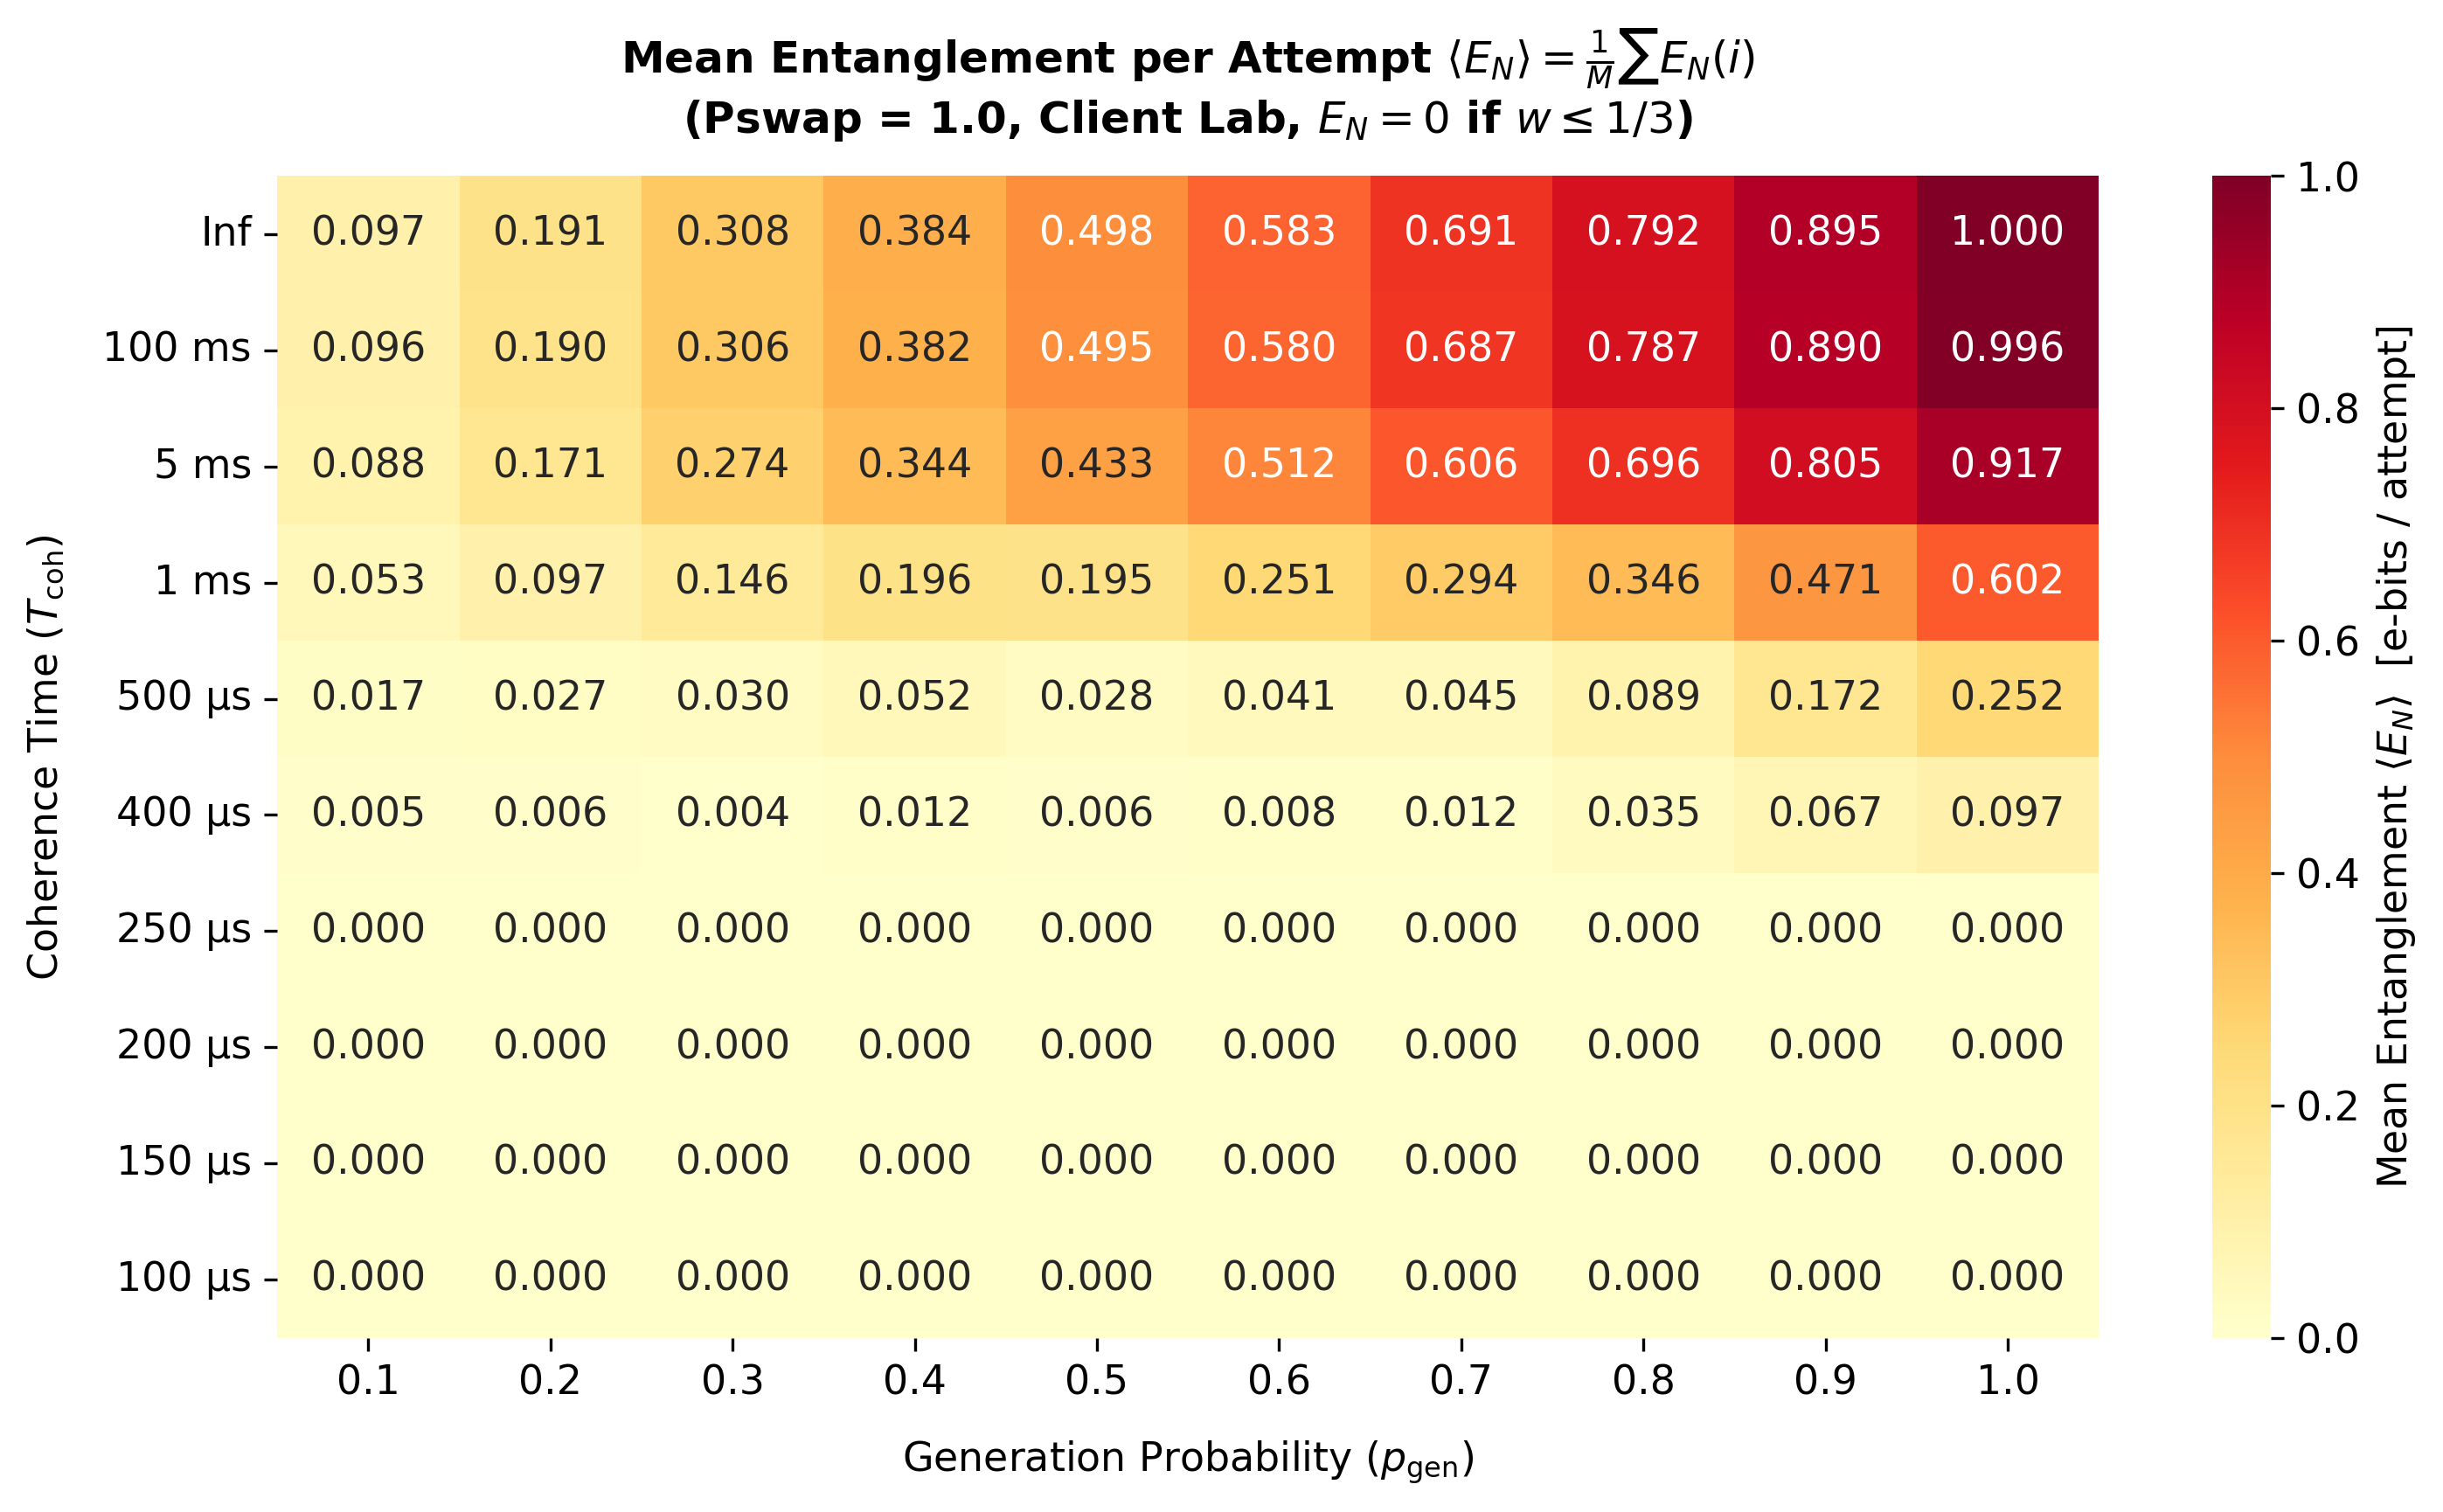 Mean Entanglement per Attempt ⟨E_N⟩ = 1/M ∑ E_N(i)
(Pswap = 1.0, Client Lab, E_N = 0 if w ≤ 1/3)
Inf 0.097 0.191 0.308 0.384 0.498 0.583 0.691 0.792 0.895 1.000
100 ms 0.096 0.190 0.306 0.382 0.495 0.580 0.687 0.787 0.890 0.996
5 ms 0.088 0.171 0.274 0.344 0.433 0.512 0.606 0.696 0.805 0.917
1 ms 0.053 0.097 0.146 0.196 0.195 0.251 0.294 0.346 0.471 0.602
500 µs 0.017 0.027 0.030 0.052 0.028 0.041 0.045 0.089 0.172 0.252
400 µs 0.005 0.006 0.004 0.012 0.006 0.008 0.012 0.035 0.067 0.097
250 µs 0.000 0.000 0.000 0.000 0.000 0.000 0.000 0.000 0.000 0.000
200 µs 0.000 0.000 0.000 0.000 0.000 0.000 0.000 0.000 0.000 0.000
150 µs 0.000 0.000 0.000 0.000 0.000 0.000 0.000 0.000 0.000 0.000
100 µs 0.000 0.000 0.000 0.000 0.000 0.000 0.000 0.000 0.000 0.000
0.1 0.2 0.3 0.4 0.5 0.6 0.7 0.8 0.9 1.0
Generation Probability (p_gen)
Coherence Time (T_coh)
1.0
0.8
0.6
0.4
0.2
0.0
Mean Entanglement ⟨E_N⟩ [e-bits / attempt]